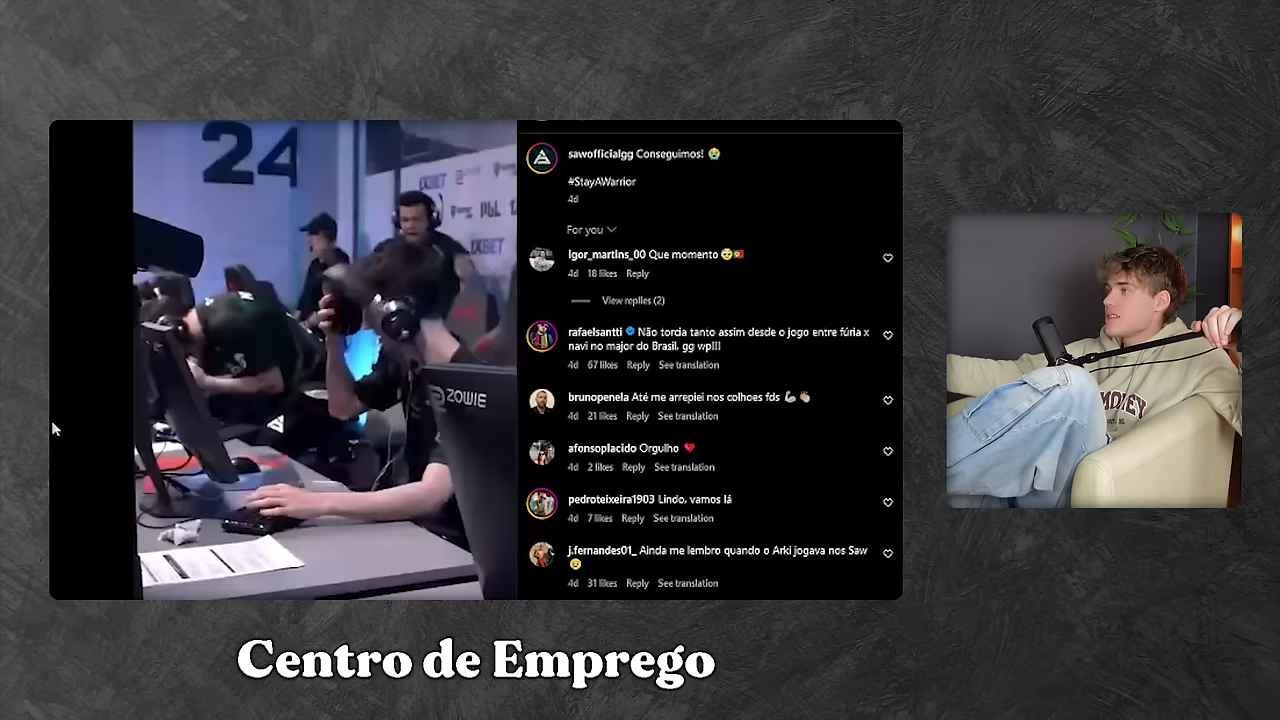 24
1XBET
PGL
1XBET
ZOWIE
sawofficialgg Conseguimos! 😭
#StayAWarrior
4d
For you
Igor_martins_00 Que momento 🥹🇵🇹
4d 18 likes Reply
View replies (2)
rafaelsantti Não torcia tanto assim desde o jogo entre fúria x
navi no major do Brasil. gg wp!!!
4d 67 likes Reply See translation
brunopenela Até me arrepiei nos colhoes fds 💪🏻👏🏻
4d 21 likes Reply See translation
afonsoplacido Orgulho ❤️
4d 2 likes Reply See translation
pedroteixeira1903 Lindo, vamos lá
4d 7 likes Reply See translation
j.fernandes01_ Ainda me lembro quando o Arki jogava nos Saw
😥
4d 31 likes Reply See translation
MONEY
Centro de Emprego